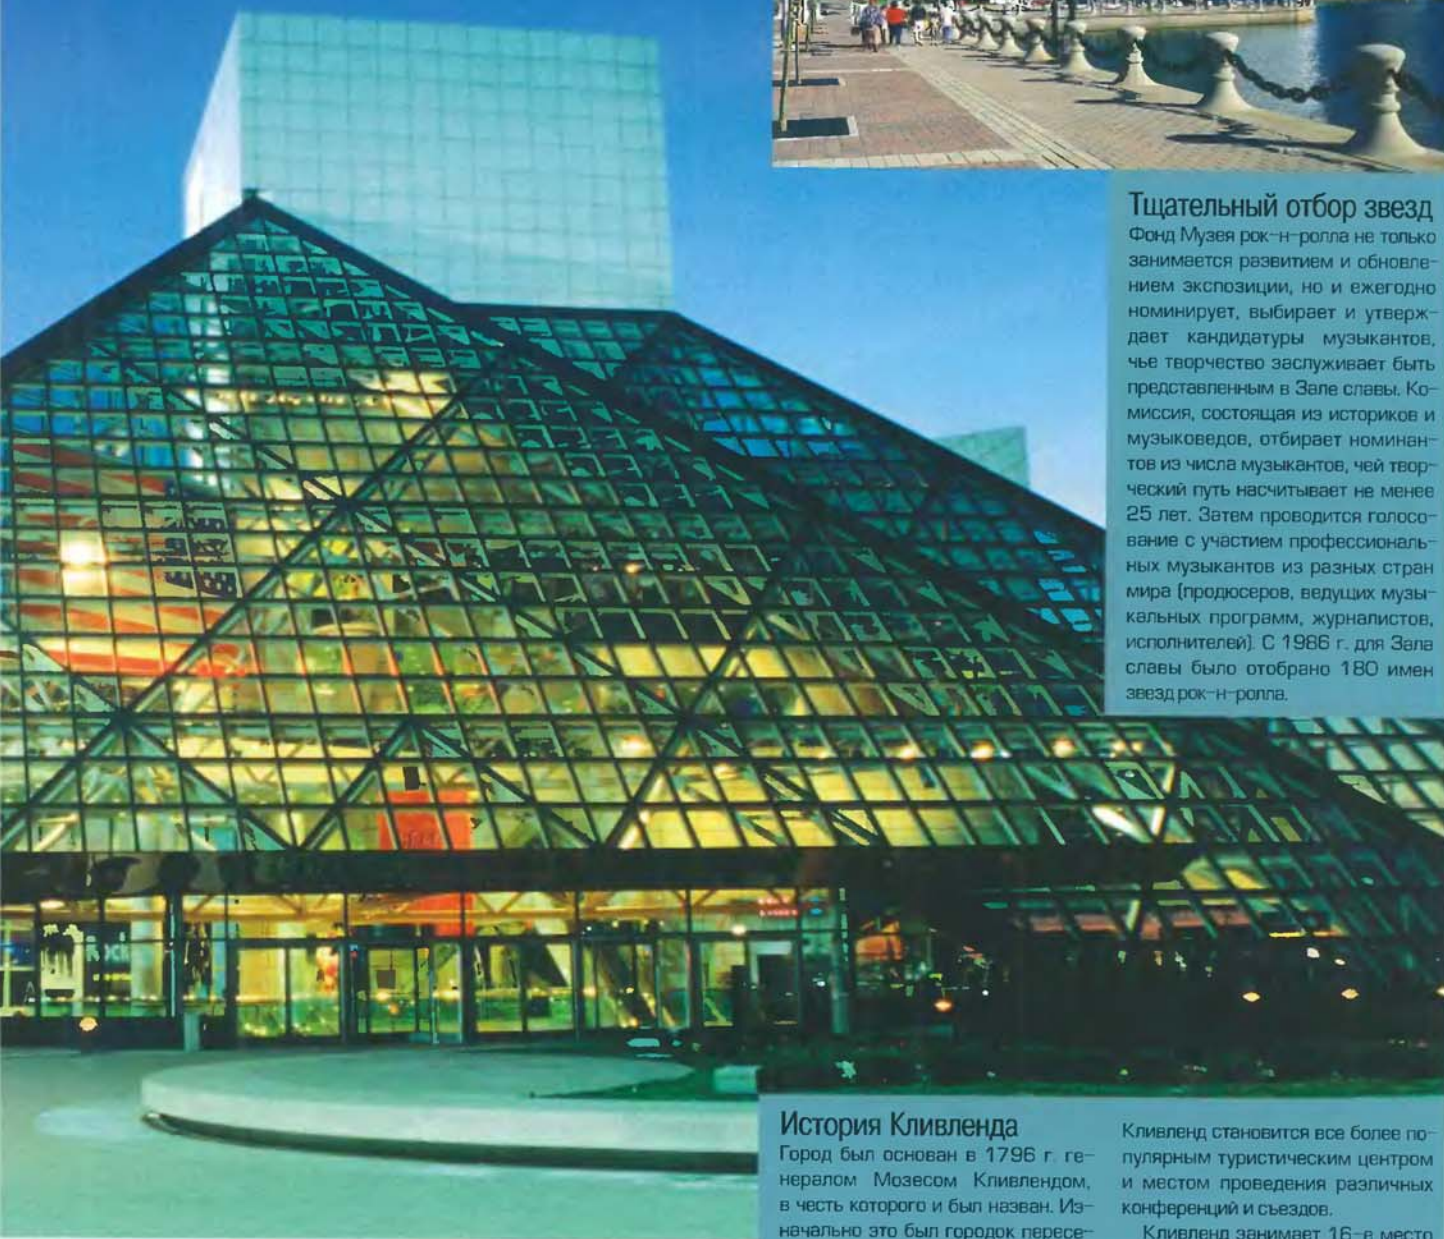 Тщательный отбор звезд
Фонд Музея рок-н-ролла не только
занимается развитием и обновле-
нием экспозиции, но и ежегодно
номинирует, выбирает и утверж-
дает кандидатуры музыкантов,
чье творчество заслуживает быть
представленным в Зале славы. Ко-
миссия, состоящая из историков и
музыковедов, отбирает номинан-
тов из числа музыкантов, чей твор-
ческий путь насчитывает не менее
25 лет. Затем проводится голосо-
вание с участием профессиональ-
ных музыкантов из разных стран
мира (продюсеров, ведущих музы-
кальных программ, журналистов,
исполнителей). С 1986 г. для Зала
славы было отобрано 180 имен
звезд рок-н-ролла.
ROCK
История Кливленда
Город был основан в 1796 г. ге-
нералом Мозесом Кливлендом,
в честь которого и был назван. Из-
начально это был городок пересе-
Кливленд становится все более по-
пулярным туристическим центром
и местом проведения различных
конференций и съездов.
Кливленд занимает 16-е место